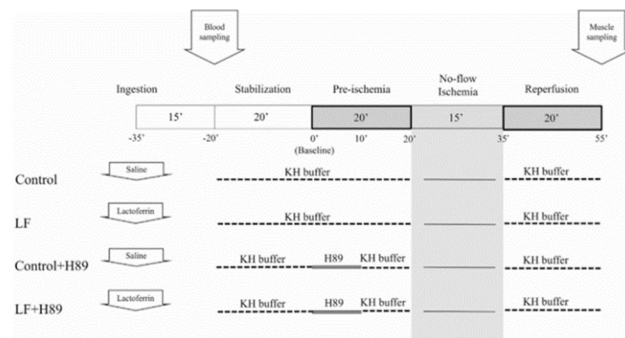 Blood
sampling
Muscle
sampling
No-flow
Ingestion Stabilization Pre-ischemia Ischemia Reperfusion
15’ 20’ 20’ 15’ 20’
-35’ -20’ 0’ 10’ 20’ 35’ 55’
(Baseline)
Control Saline KH buffer KH buffer
LF Lactoferrin KH buffer KH buffer
Control+H89 Saline KH buffer H89 KH buffer KH buffer
LF+H89 Lactoferrin KH buffer H89 KH buffer KH buffer